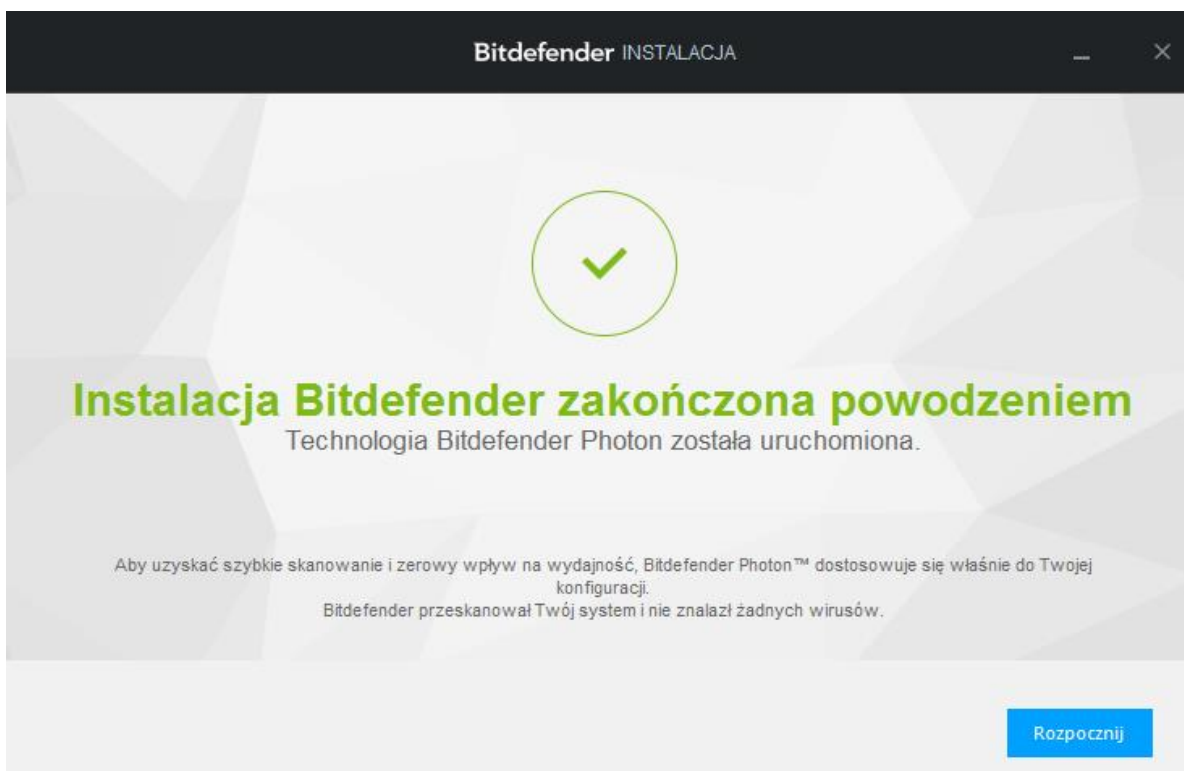 Bitdefender INSTALACJA
Instalacja Bitdefender zakończona powodzeniem
Technologia Bitdefender Photon została uruchomiona.
Aby uzyskać szybkie skanowanie i zerowy wpływ na wydajność, Bitdefender Photon™ dostosowuje się właśnie do Twojej
konfiguracji.
Bitdefender przeskanował Twój system i nie znalazł żadnych wirusów.
Rozpocznij